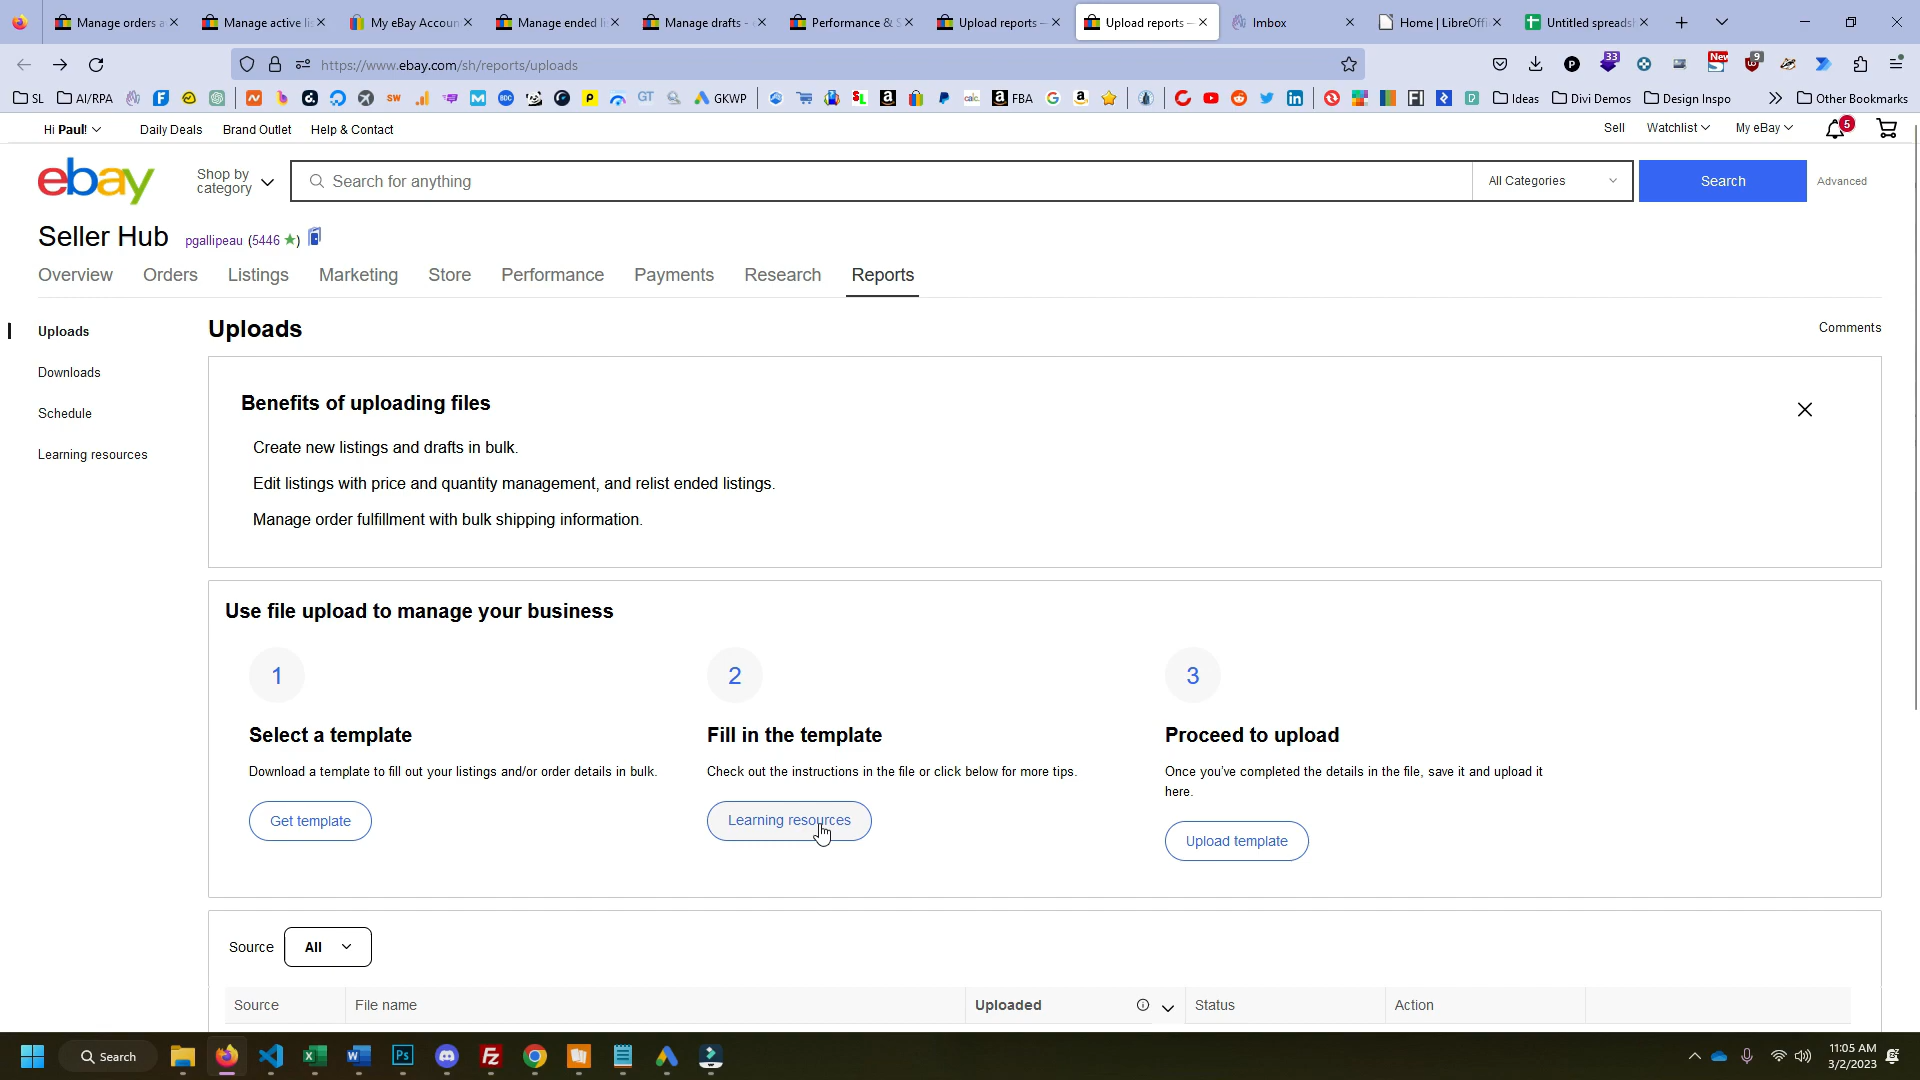 Manage orders a
Manage active li
My eBay Accoun
Manage ended li
Manage drafts - e
Performance & S
Upload reports –
Upload reports –
Imbox
Home | LibreOffi
Untitled spreads
https://www.ebay.com/sh/reports/uploads
33
New
9
SL
AI/RPA
GKWP
FBA
Ideas
Divi Demos
Design Inspo
Other Bookmarks
Hi Paul!
Daily Deals
Brand Outlet
Help & Contact
Sell
Watchlist
My eBay
5
ebay
Shop by
category
Search for anything
All Categories
Search
Advanced
Seller Hub
pgallipeau (5446 ★)
Overview
Orders
Listings
Marketing
Store
Performance
Payments
Research
Reports
Uploads
Downloads
Schedule
Learning resources
Uploads
Comments
Benefits of uploading files
Create new listings and drafts in bulk.
Edit listings with price and quantity management, and relist ended listings.
Manage order fulfillment with bulk shipping information.
Use file upload to manage your business
1
Select a template
Download a template to fill out your listings and/or order details in bulk.
Get template
2
Fill in the template
Check out the instructions in the file or click below for more tips.
Learning resources
3
Proceed to upload
Once you've completed the details in the file, save it and upload it
here.
Upload template
Source
All
Source
File name
Uploaded
Status
Action
Search
11:05 AM
3/2/2023